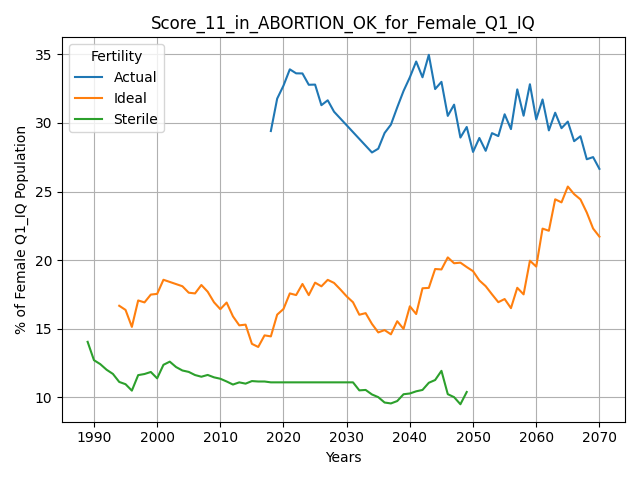 Score_11_in_ABORTION_OK_for_Female_Q1_IQ
Fertility
Actual
Ideal
Sterile
% of Female Q1_IQ Population
35
30
25
20
15
10
1990 2000 2010 2020 2030 2040 2050 2060 2070
Years